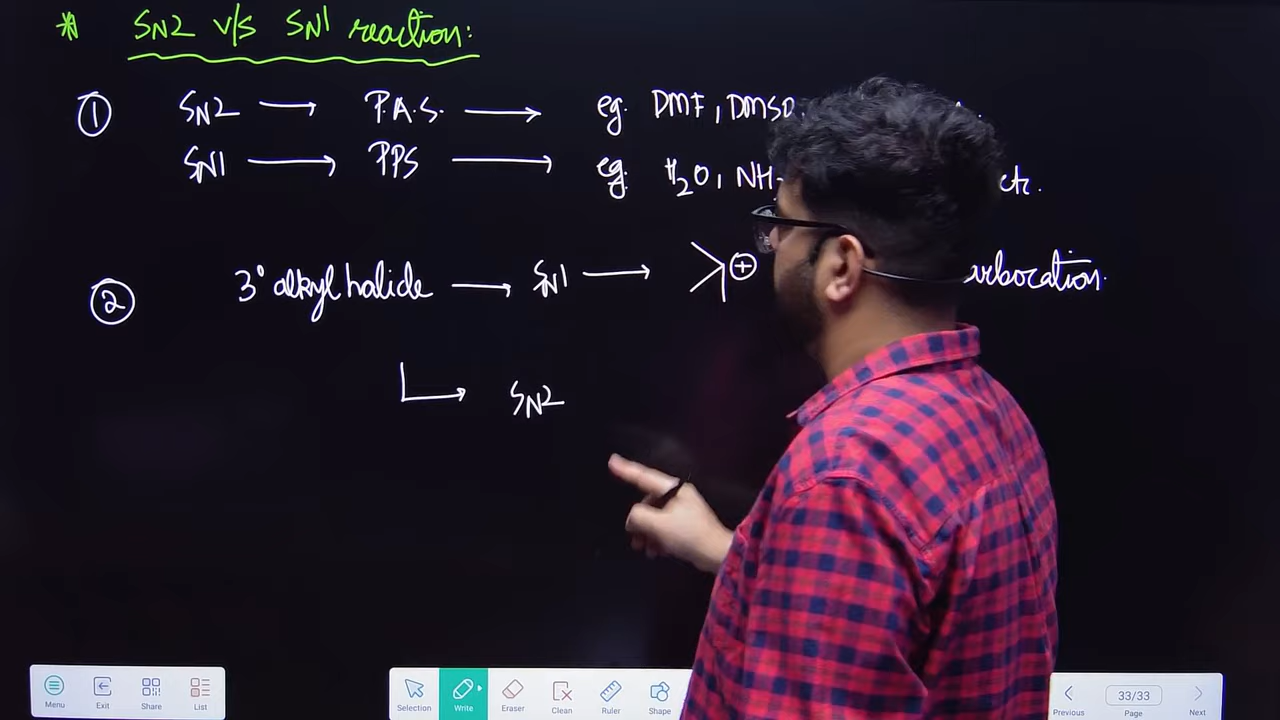 * SN2 v/s SN1 reaction:
① SN2 → P.A.S. → eg. DMF, DMSO
SN1 → PPS → eg. H2O, NH etc.
② 3° alkyl halide → SN1 → ⊕
↳ SN2
Menu
Exit
Share
List
Selection
Write
Eraser
Clean
Ruler
Shape
Previous
33/33
Page
Next